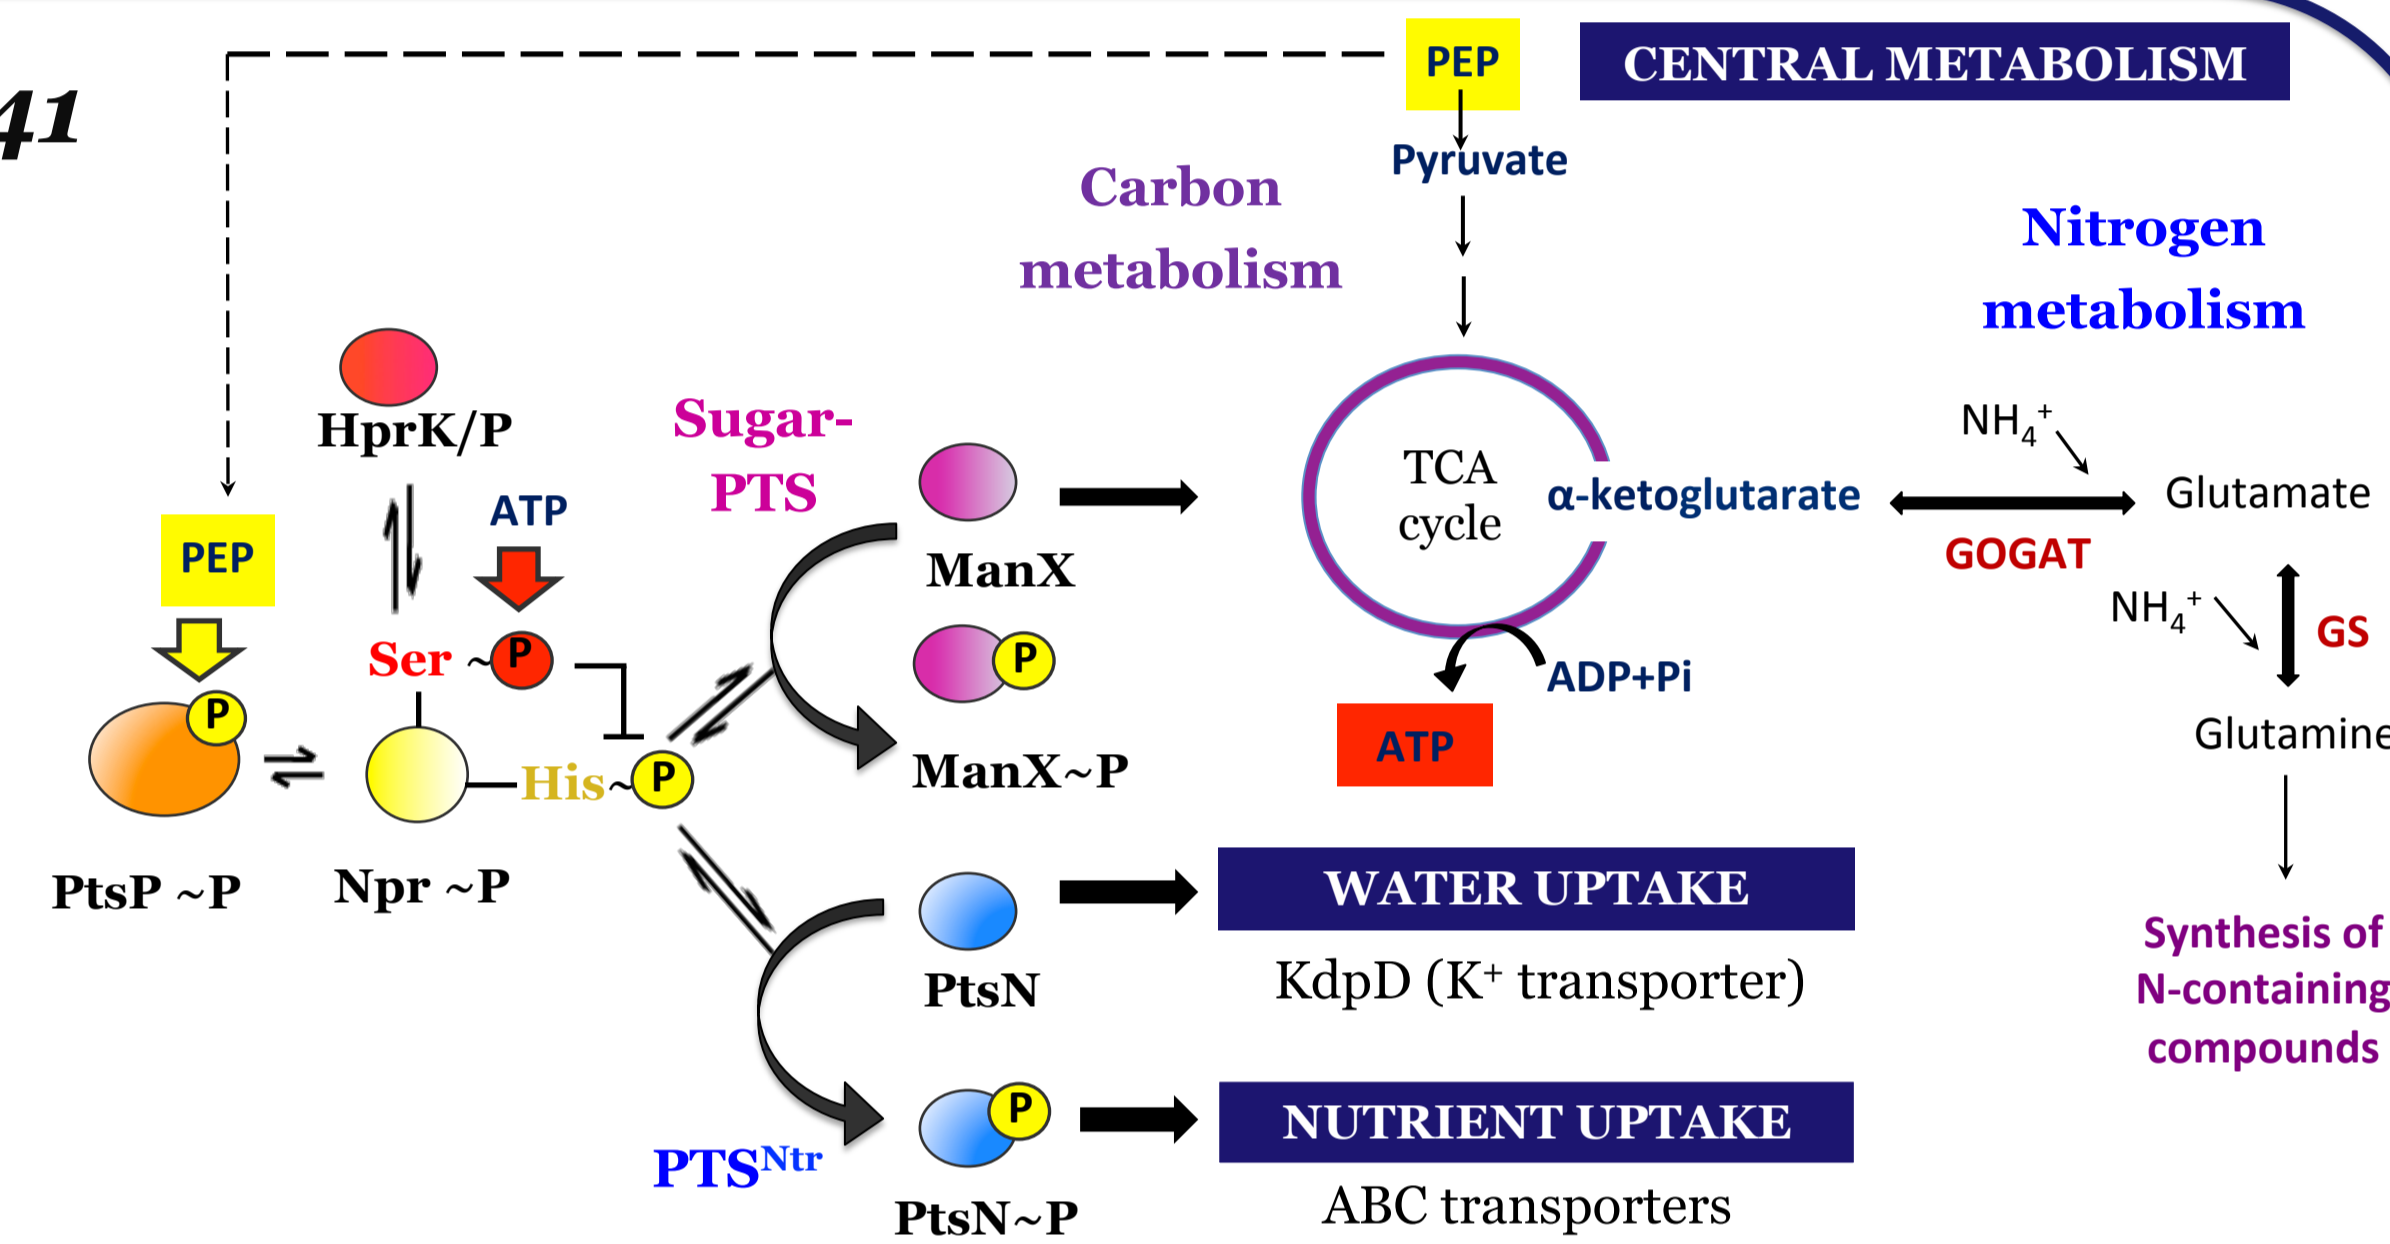 41
PEP
CENTRAL METABOLISM
Pyruvate
Carbon
metabolism
Nitrogen
metabolism
HprK/P
Sugar-
PTS
ATP
PEP
Ser ~ P
P
PtsP ~P
Npr ~P
His~ P
ManX
P
ManX~P
TCA
cycle
α-ketoglutarate
NH₄⁺
Glutamate
GOGAT
NH₄⁺
GS
Glutamine
ADP+Pi
ATP
Synthesis of
N-containing
compounds
PtsN
WATER UPTAKE
KdpD (K⁺ transporter)
PTSᴺᵗʳ
P
PtsN~P
NUTRIENT UPTAKE
ABC transporters